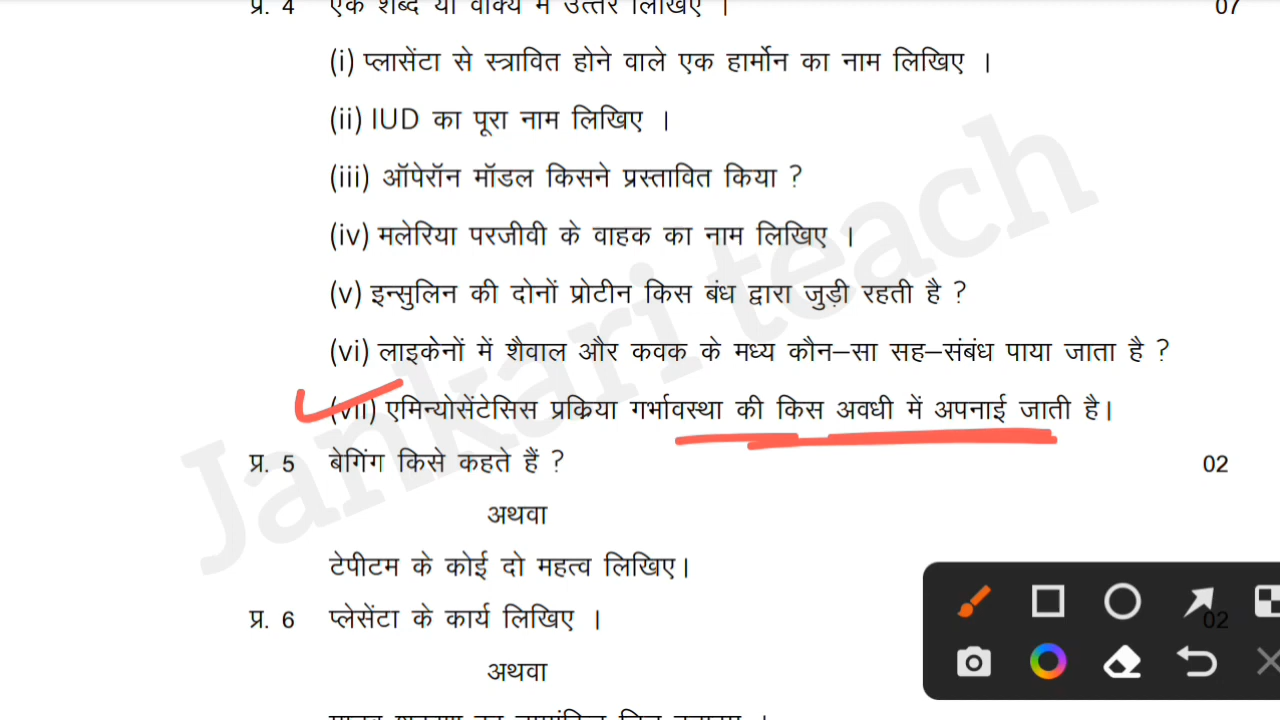 प्र. 4 एक शब्द या वाक्य में उत्तर लिखिए । 07
(i) प्लासेंटा से स्त्रावित होने वाले एक हार्मोन का नाम लिखिए ।
(ii) IUD का पूरा नाम लिखिए ।
(iii) ऑपेरॉन मॉडल किसने प्रस्तावित किया ?
(iv) मलेरिया परजीवी के वाहक का नाम लिखिए ।
(v) इन्सुलिन की दोनों प्रोटीन किस बंध द्वारा जुड़ी रहती है ?
(vi) लाइकेनों में शैवाल और कवक के मध्य कौन–सा सह–संबंध पाया जाता है ?
(vii) एमिन्योसेंटेसिस प्रक्रिया गर्भावस्था की किस अवधी में अपनाई जाती है।
प्र. 5 बेगिंग किसे कहते हैं ? 02
अथवा
टेपीटम के कोई दो महत्व लिखिए।
प्र. 6 प्लेसेंटा के कार्य लिखिए । 02
अथवा
Jankari teach